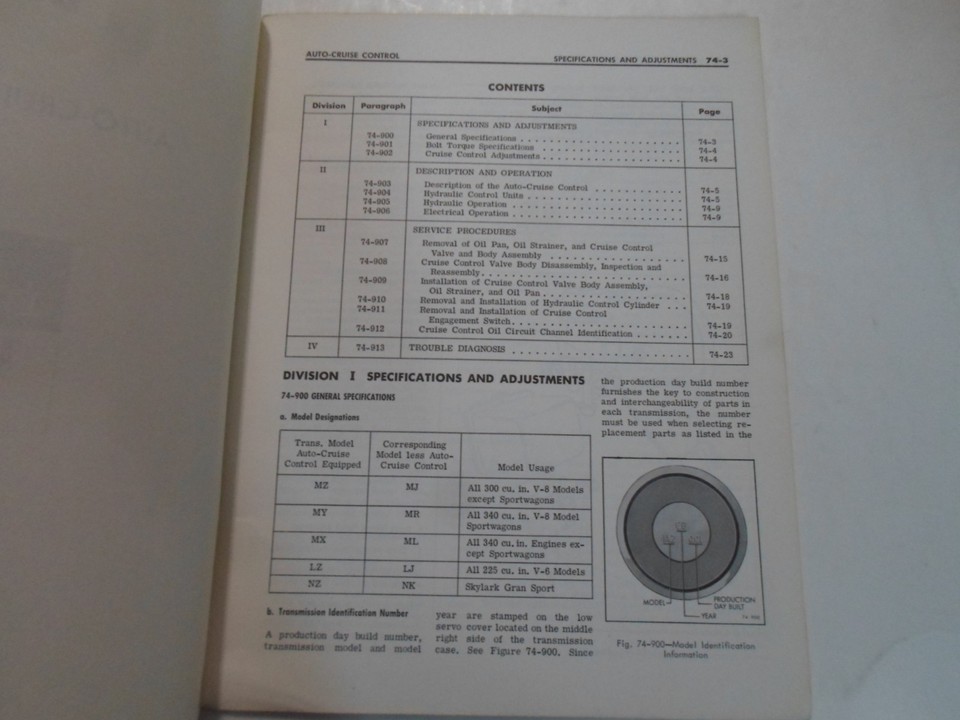 AUTO-CRUISE CONTROL SPECIFICATIONS AND ADJUSTMENTS 74-3
CONTENTS
Division Paragraph Subject Page
I SPECIFICATIONS AND ADJUSTMENTS
74-900 General Specifications 74-3
74-901 Bolt Torque Specifications 74-4
74-902 Cruise Control Adjustments 74-4
II DESCRIPTION AND OPERATION
74-903 Description of the Auto-Cruise Control 74-5
74-904 Hydraulic Control Units 74-5
74-905 Hydraulic Operation 74-9
74-906 Electrical Operation 74-9
III SERVICE PROCEDURES
74-907 Removal of Oil Pan, Oil Strainer, and Cruise Control
Valve and Body Assembly 74-15
74-908 Cruise Control Valve Body Disassembly, Inspection and
Reassembly 74-16
74-909 Installation of Cruise Control Valve Body Assembly,
Oil Strainer, and Oil Pan 74-18
74-910 Removal and Installation of Hydraulic Control Cylinder 74-19
74-911 Removal and Installation of Cruise Control
Engagement Switch 74-19
74-912 Cruise Control Oil Circuit Channel Identification 74-20
IV 74-913 TROUBLE DIAGNOSIS 74-23
DIVISION I SPECIFICATIONS AND ADJUSTMENTS
74-900 GENERAL SPECIFICATIONS
a. Model Designations
Trans. Model
Auto-Cruise
Control Equipped
Corresponding
Model less Auto-
Cruise Control
Model Usage
MZ MJ All 300 cu. in. V-8 Models
except Sportwagons
MY MR All 340 cu. in. V-8 Model
Sportwagons
MX ML All 340 cu. in. Engines ex-
cept Sportwagons
LZ LJ All 225 cu. in. V-6 Models
NZ NK Skylark Gran Sport
b. Transmission Identification Number
A production day build number,
transmission model and model
year are stamped on the low
servo cover located on the middle
right side of the transmission
case. See Figure 74-900. Since
the production day build number
furnishes the key to construction
and interchangeability of parts in
each transmission, the number
must be used when selecting re-
placement parts as listed in the
MODEL
YEAR
PRODUCTION
DAY BUILT
Fig. 74-900—Model Identification
Information